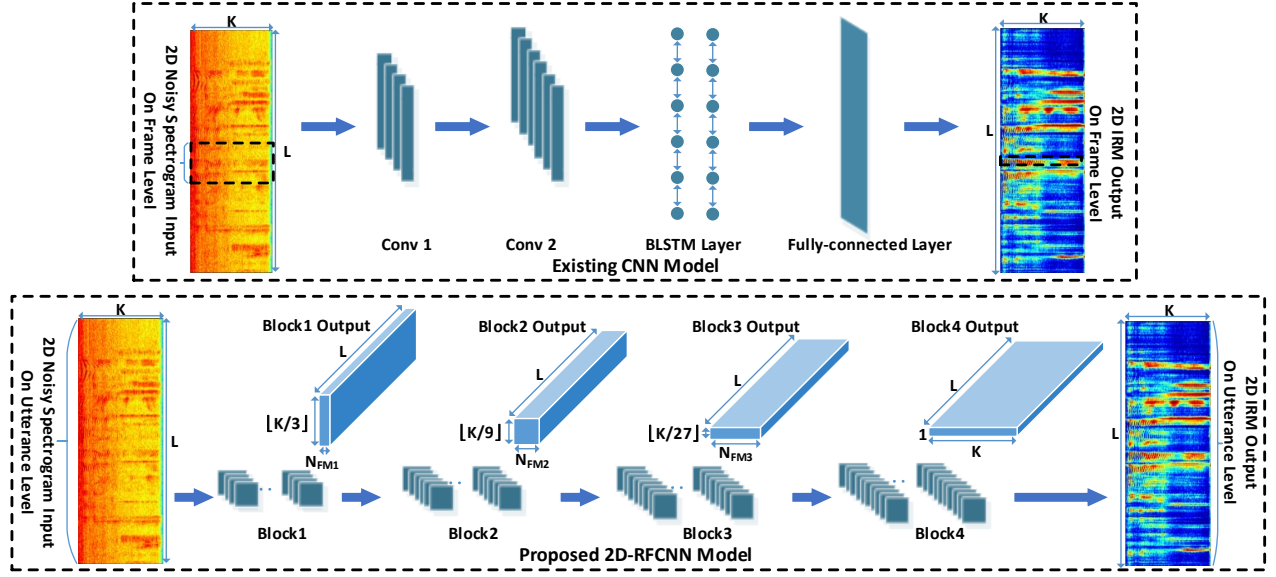 K
2D Noisy Spectrogram Input
On Frame Level
L
Conv 1
Conv 2
BLSTM Layer
Fully-connected Layer
K
L
2D IRM Output
On Frame Level
Existing CNN Model
K
2D Noisy Spectrogram Input
On Utterance Level
L
Block1 Output
L
⌊K/3⌋
N_FM1
Block2 Output
L
⌊K/9⌋
N_FM2
Block3 Output
L
⌊K/27⌋
N_FM3
Block4 Output
L
1
K
Block1
Block2
Block3
Block4
K
L
2D IRM Output
On Utterance Level
Proposed 2D-RFCNN Model